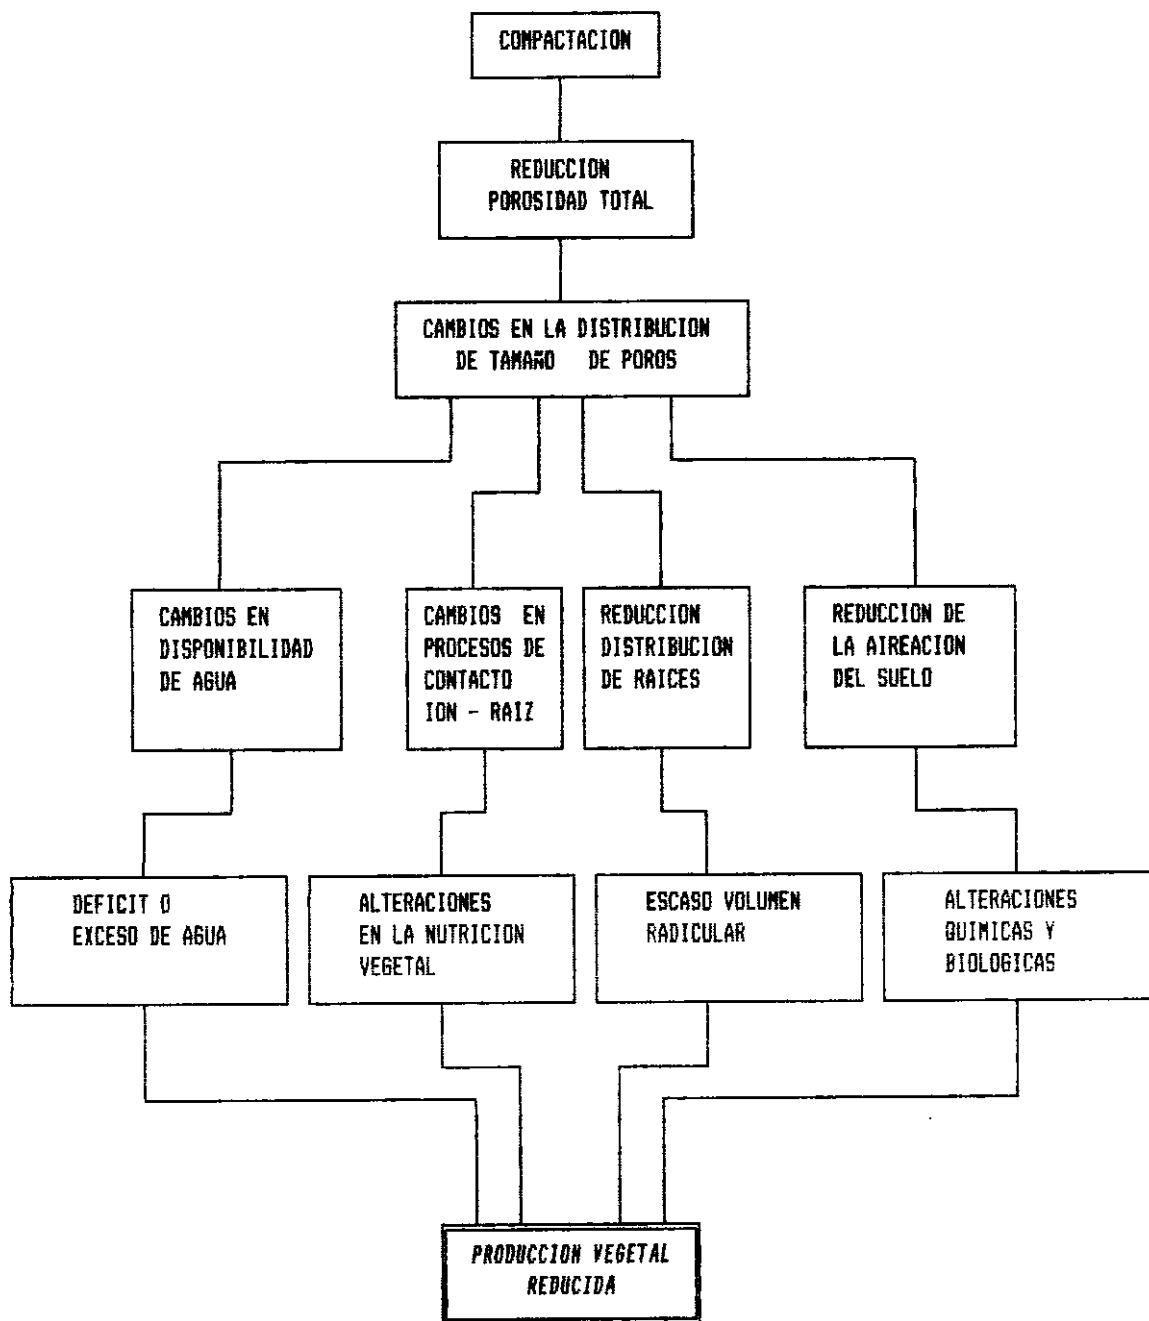 COMPACTACION
REDUCCION
POROSIDAD TOTAL
CAMBIOS EN LA DISTRIBUCION
DE TAMAÑO DE POROS
CAMBIOS EN
DISPONIBILIDAD
DE AGUA
CAMBIOS EN
PROCESOS DE
CONTACTO
ION - RAIZ
REDUCCION
DISTRIBUCION
DE RAICES
REDUCCION DE
LA AIREACION
DEL SUELO
DEFICIT O
EXCESO DE AGUA
ALTERACIONES
EN LA NUTRICION
VEGETAL
ESCASO VOLUMEN
RADICULAR
ALTERACIONES
QUIMICAS Y
BIOLOGICAS
PRODUCCION VEGETAL
REDUCIDA